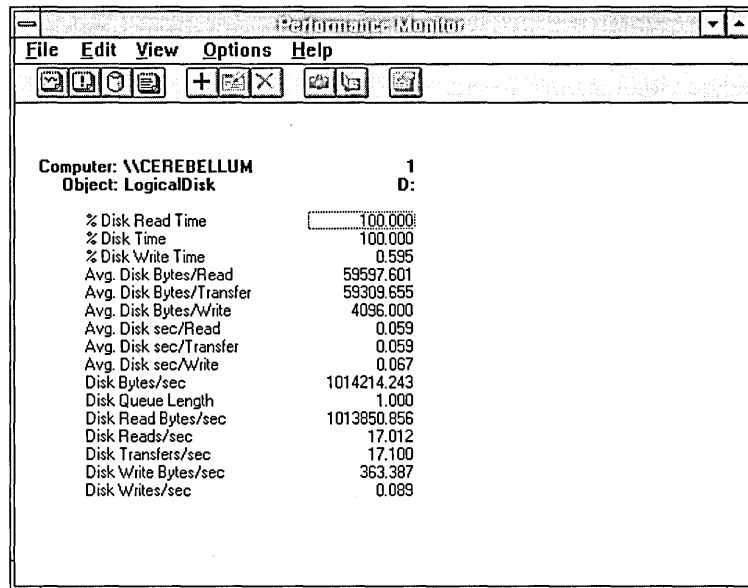 Performance Monitor
File Edit View Options Help
Computer: \\CEREBELLUM 1
Object: LogicalDisk D:
% Disk Read Time 100.000
% Disk Time 100.000
% Disk Write Time 0.595
Avg. Disk Bytes/Read 59597.601
Avg. Disk Bytes/Transfer 59309.655
Avg. Disk Bytes/Write 4096.000
Avg. Disk sec/Read 0.059
Avg. Disk sec/Transfer 0.059
Avg. Disk sec/Write 0.067
Disk Bytes/sec 1014214.243
Disk Queue Length 1.000
Disk Read Bytes/sec 1013850.856
Disk Reads/sec 17.012
Disk Transfers/sec 17.100
Disk Write Bytes/sec 363.387
Disk Writes/sec 0.089